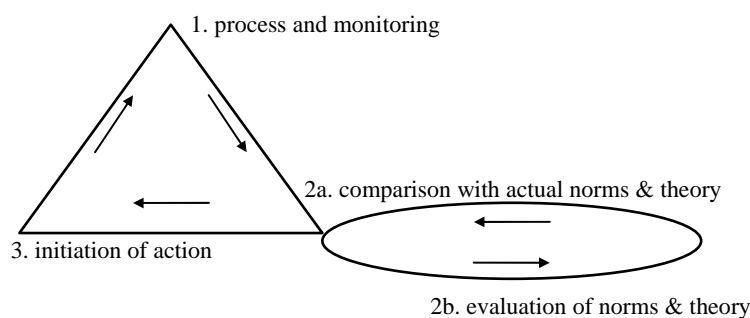 1. process and monitoring
2a. comparison with actual norms & theory
3. initiation of action
2b. evaluation of norms & theory